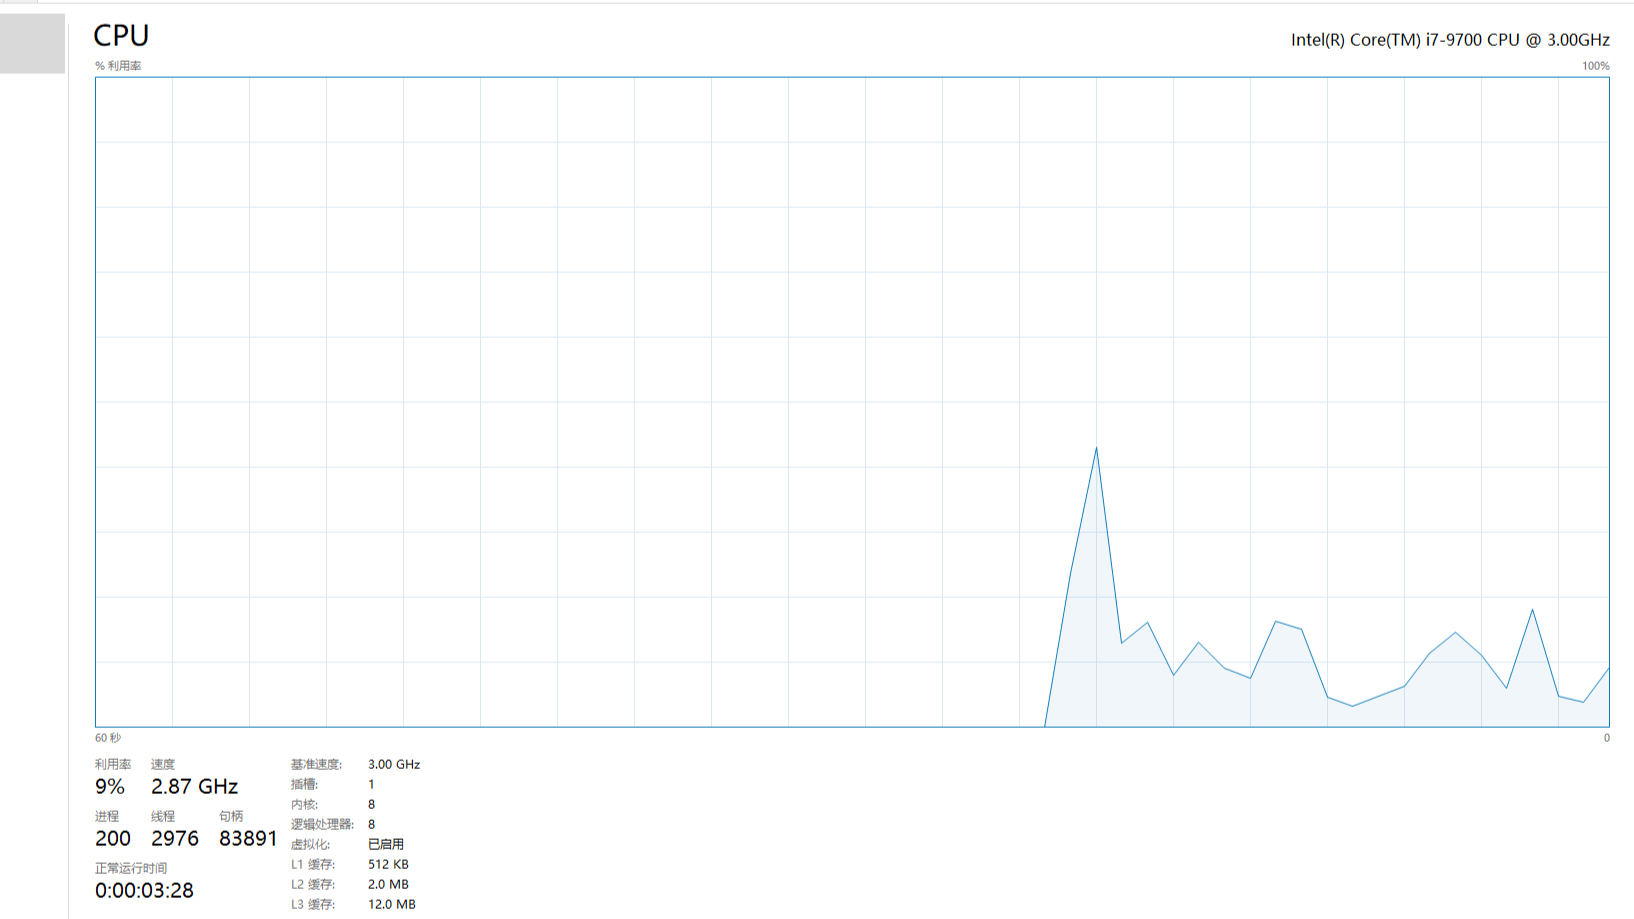 CPU
Intel(R) Core(TM) i7-9700 CPU @ 3.00GHz
% 利用率
100%
60 秒
0
利用率 速度
9% 2.87 GHz
进程 线程 句柄
200 2976 83891
正常运行时间
0:00:03:28
基准速度: 3.00 GHz
插槽: 1
内核: 8
逻辑处理器: 8
虚拟化: 已启用
L1 缓存: 512 KB
L2 缓存: 2.0 MB
L3 缓存: 12.0 MB